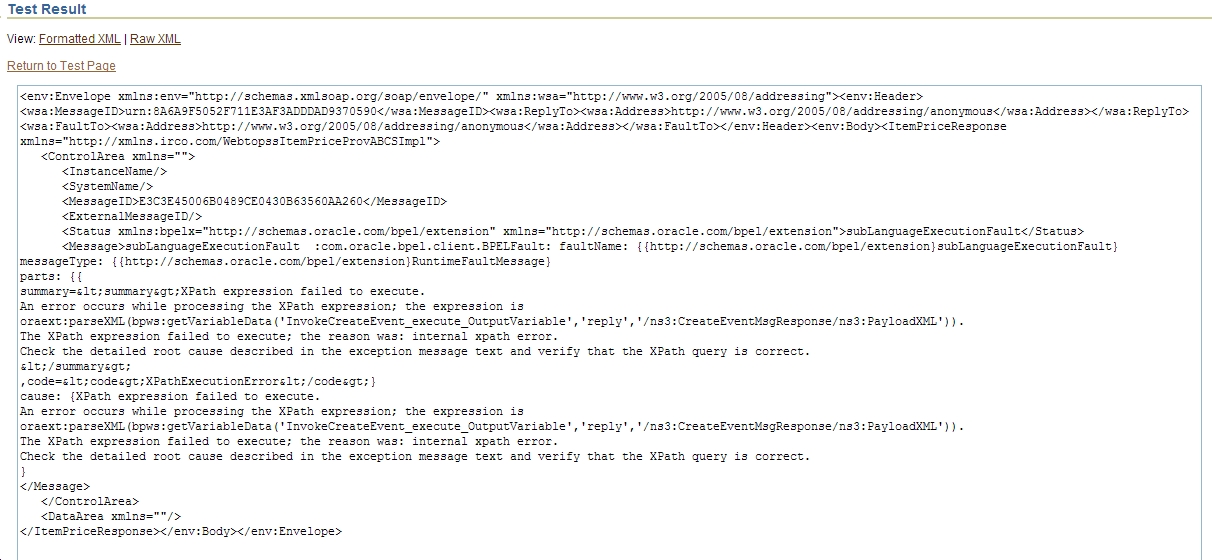 Test Result
View: Formatted XML | Raw XML
Return to Test Page
<env:Envelope xmlns:env="http://schemas.xmlsoap.org/soap/envelope/" xmlns:wsa="http://www.w3.org/2005/08/addressing"><env:Header>
<wsa:MessageID>urn:8A6A9F5052F711E3AF3ADDDAD9370590</wsa:MessageID><wsa:ReplyTo><wsa:Address>http://www.w3.org/2005/08/addressing/anonymous</wsa:Address></wsa:ReplyTo>
<wsa:FaultTo><wsa:Address>http://www.w3.org/2005/08/addressing/anonymous</wsa:Address></wsa:FaultTo></env:Header><env:Body><ItemPriceResponse
xmlns="http://xmlns.irco.com/WebtopssItemPriceProvABCSImpl">
<ControlArea xmlns="">
<InstanceName/>
<SystemName/>
<MessageID>E3C3E45006B0489CE0430B63560AA260</MessageID>
<ExternalMessageID/>
<Status xmlns:bpelx="http://schemas.oracle.com/bpel/extension" xmlns="http://schemas.oracle.com/bpel/extension">subLanguageExecutionFault</Status>
<Message>subLanguageExecutionFault  :com.oracle.bpel.client.BPELFault: faultName: {{http://schemas.oracle.com/bpel/extension}subLanguageExecutionFault}
messageType: {{http://schemas.oracle.com/bpel/extension}RuntimeFaultMessage}
parts: {{
summary=&lt;summary&gt;XPath expression failed to execute.
An error occurs while processing the XPath expression; the expression is
oraext:parseXML(bpws:getVariableData('InvokeCreateEvent_execute_OutputVariable','reply','/ns3:CreateEventMsgResponse/ns3:PayloadXML')).
The XPath expression failed to execute; the reason was: internal xpath error.
Check the detailed root cause described in the exception message text and verify that the XPath query is correct.
&lt;/summary&gt;
,code=&lt;code&gt;XPathExecutionError&lt;/code&gt;}
cause: {XPath expression failed to execute.
An error occurs while processing the XPath expression; the expression is
oraext:parseXML(bpws:getVariableData('InvokeCreateEvent_execute_OutputVariable','reply','/ns3:CreateEventMsgResponse/ns3:PayloadXML')).
The XPath expression failed to execute; the reason was: internal xpath error.
Check the detailed root cause described in the exception message text and verify that the XPath query is correct.
}
</Message>
</ControlArea>
<DataArea xmlns=""/>
</ItemPriceResponse></env:Body></env:Envelope>